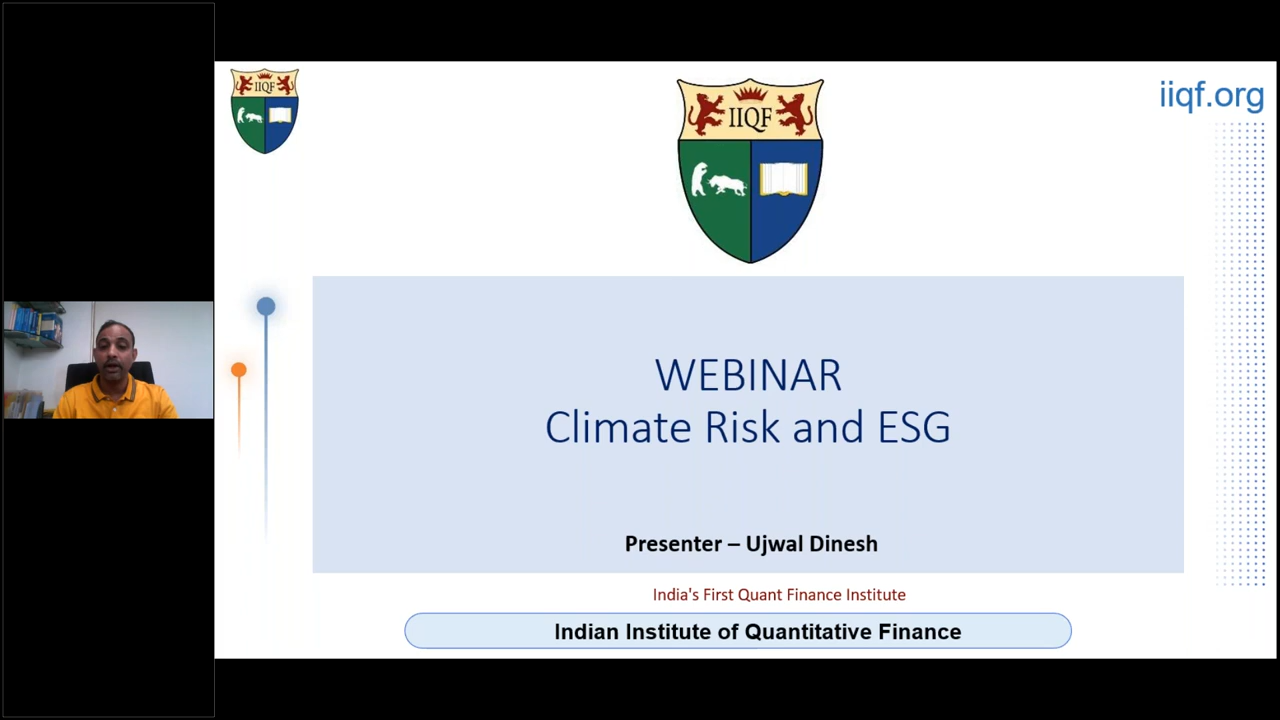 IIQF
IIQF
iiqf.org
WEBINAR
Climate Risk and ESG
Presenter – Ujwal Dinesh
India's First Quant Finance Institute
Indian Institute of Quantitative Finance